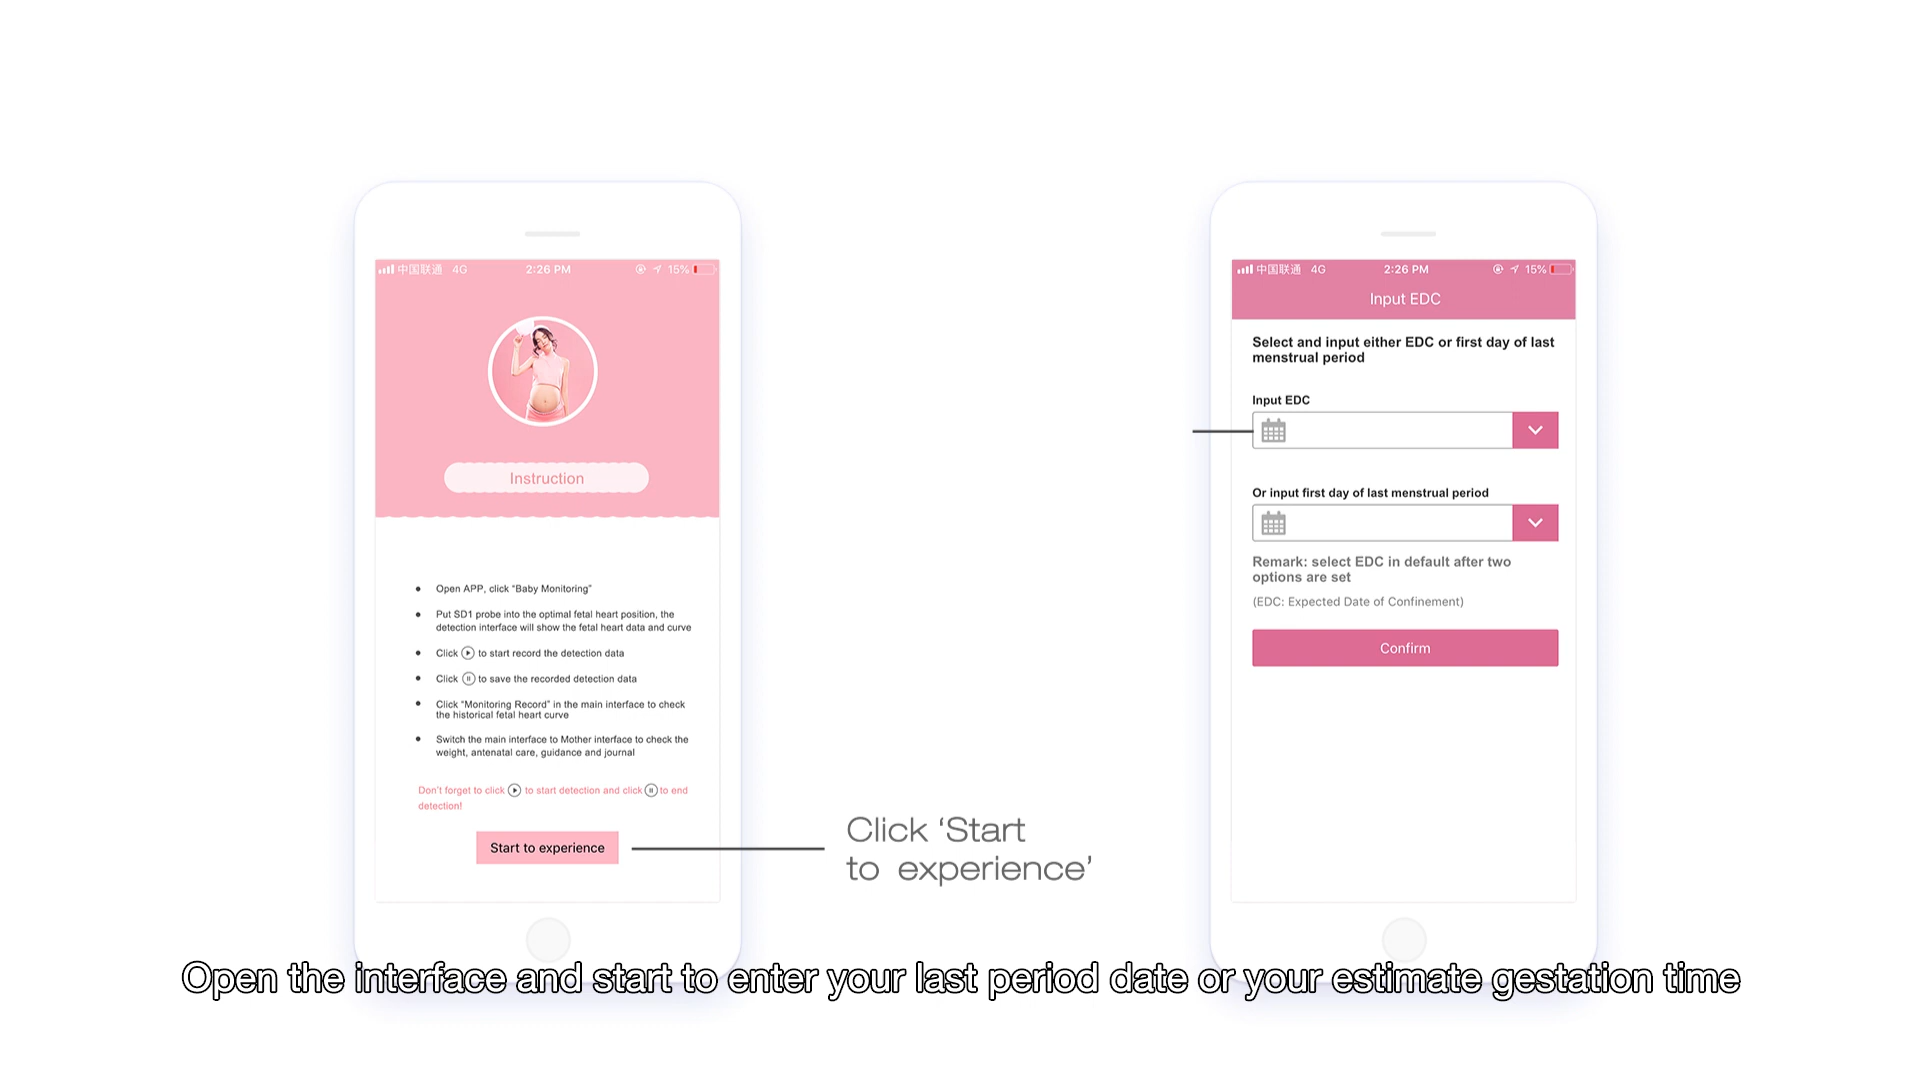 中国联通 4G 2:26 PM 15%
Instruction
Open APP, click “Baby Monitoring”
Put SD1 probe into the optimal fetal heart position, the
detection interface will show the fetal heart data and curve
Click to start record the detection data
Click to save the recorded detection data
Click “Monitoring Record” in the main interface to check
the historical fetal heart curve
Switch the main interface to Mother interface to check the
weight, antenatal care, guidance and journal
Don’t forget to click to start detection and click to end
detection!
Start to experience
Click ‘Start
to experience’
中国联通 4G 2:26 PM 15%
Input EDC
Select and input either EDC or first day of last
menstrual period
Input EDC
Or input first day of last menstrual period
Remark: select EDC in default after two
options are set
(EDC: Expected Date of Confinement)
Confirm
Open the interface and start to enter your last period date or your estimate gestation time